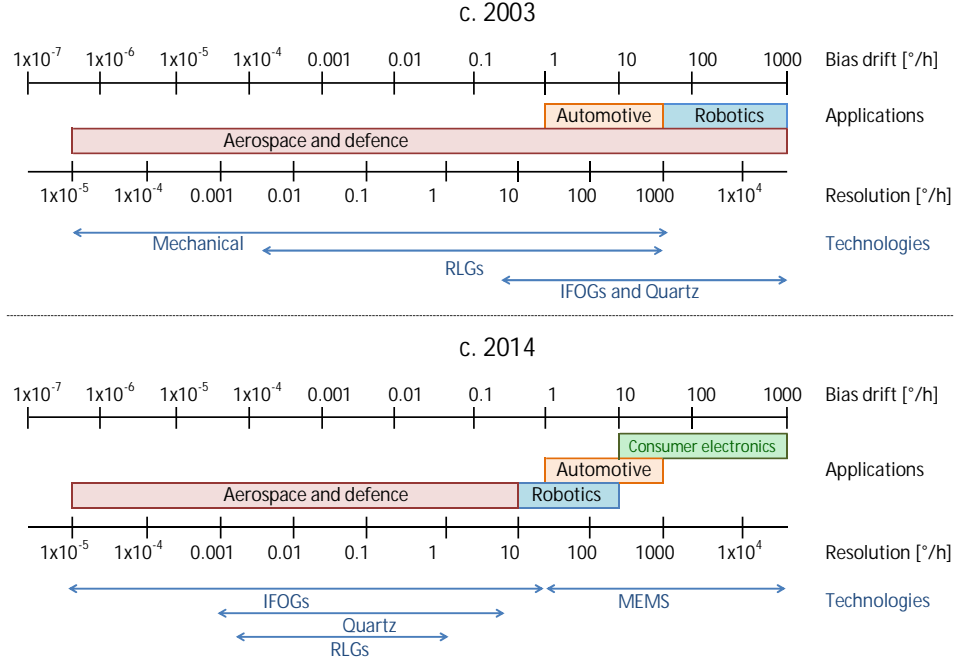 c. 2003
1x10⁻⁷ 1x10⁻⁶ 1x10⁻⁵ 1x10⁻⁴ 0.001 0.01 0.1 1 10 100 1000 Bias drift [°/h]
Automotive Robotics Applications
Aerospace and defence
1x10⁻⁵ 1x10⁻⁴ 0.001 0.01 0.1 1 10 100 1000 1x10⁴ Resolution [°/h]
Mechanical Technologies
RLGs
IFOGs and Quartz
c. 2014
1x10⁻⁷ 1x10⁻⁶ 1x10⁻⁵ 1x10⁻⁴ 0.001 0.01 0.1 1 10 100 1000 Bias drift [°/h]
Consumer electronics
Automotive Applications
Aerospace and defence Robotics
1x10⁻⁵ 1x10⁻⁴ 0.001 0.01 0.1 1 10 100 1000 1x10⁴ Resolution [°/h]
IFOGs MEMS Technologies
Quartz
RLGs